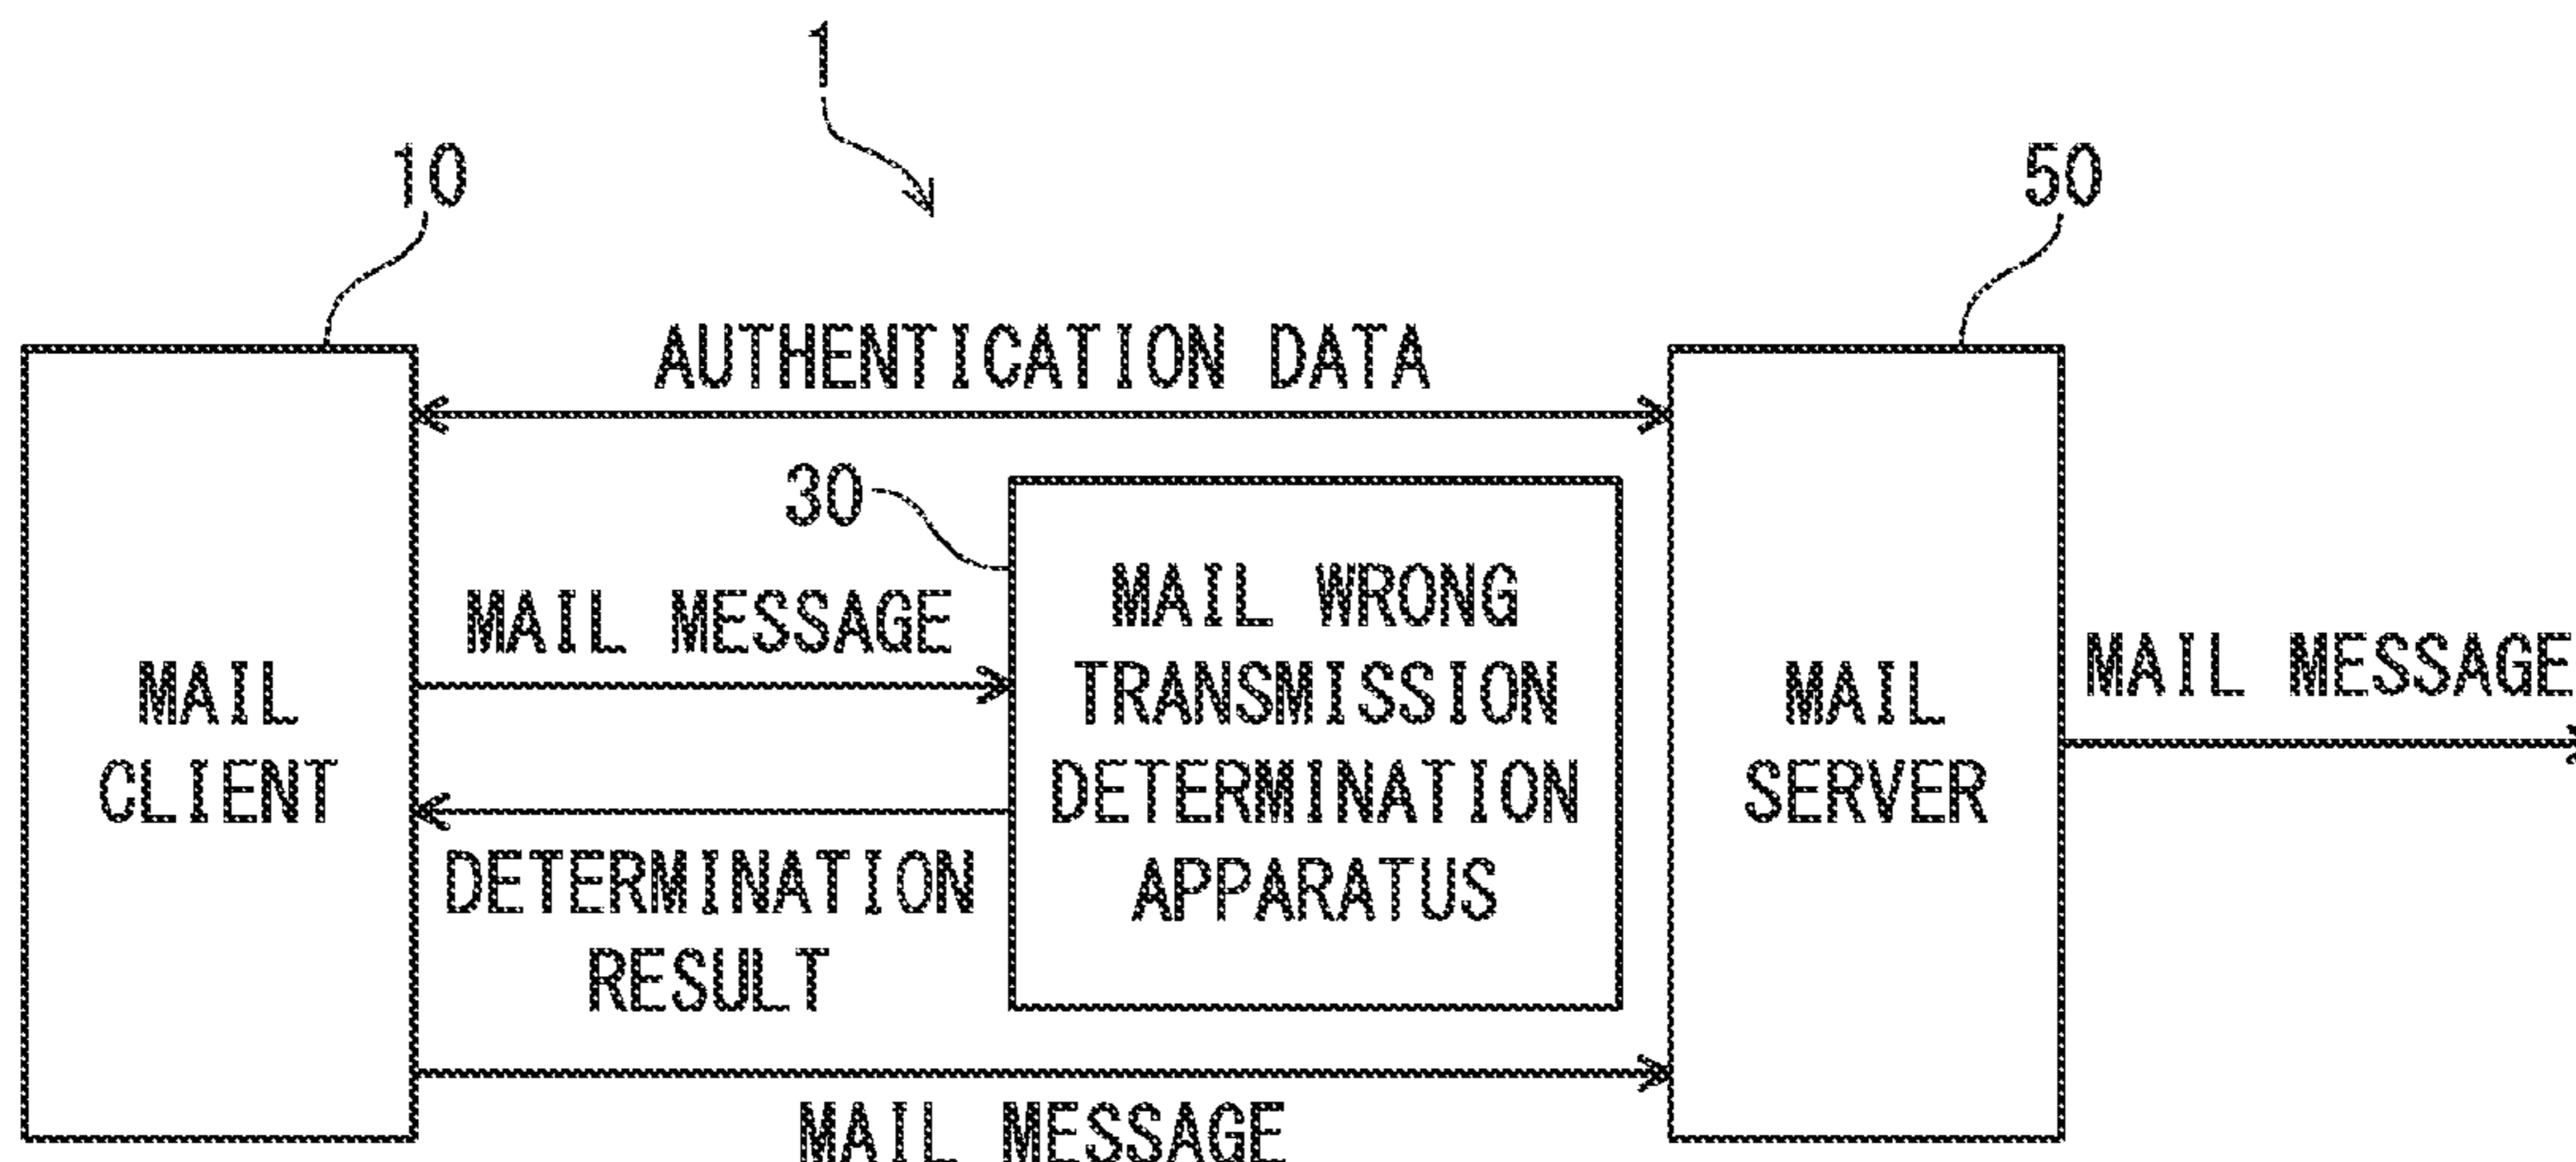 1
10
50
AUTHENTICATION DATA
30
MAIL WRONG
TRANSMISSION
DETERMINATION
APPARATUS
MAIL MESSAGE
MAIL
CLIENT
DETERMINATION
RESULT
MAIL
SERVER
MAIL MESSAGE
MAIL MESSAGE